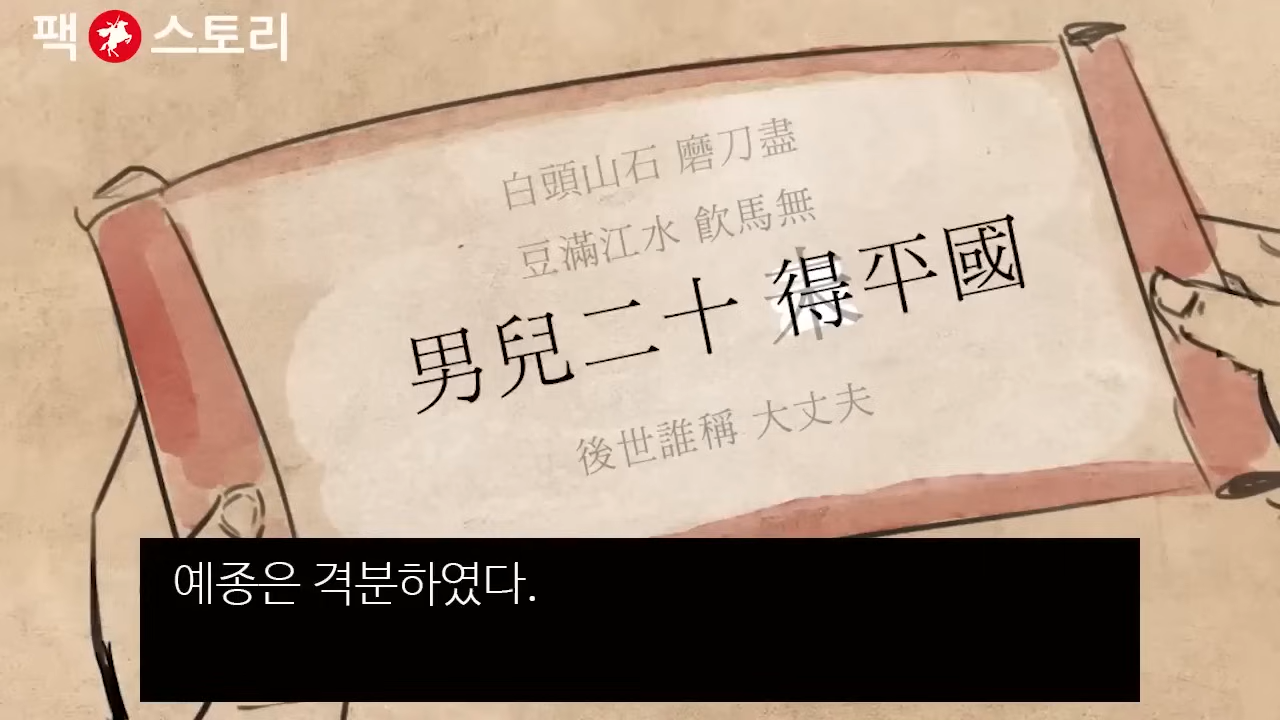 팩스토리
白頭山石 磨刀盡
豆滿江水 飮馬無
男兒二十 得平國
後世誰稱 大丈夫
예종은 격분하였다.